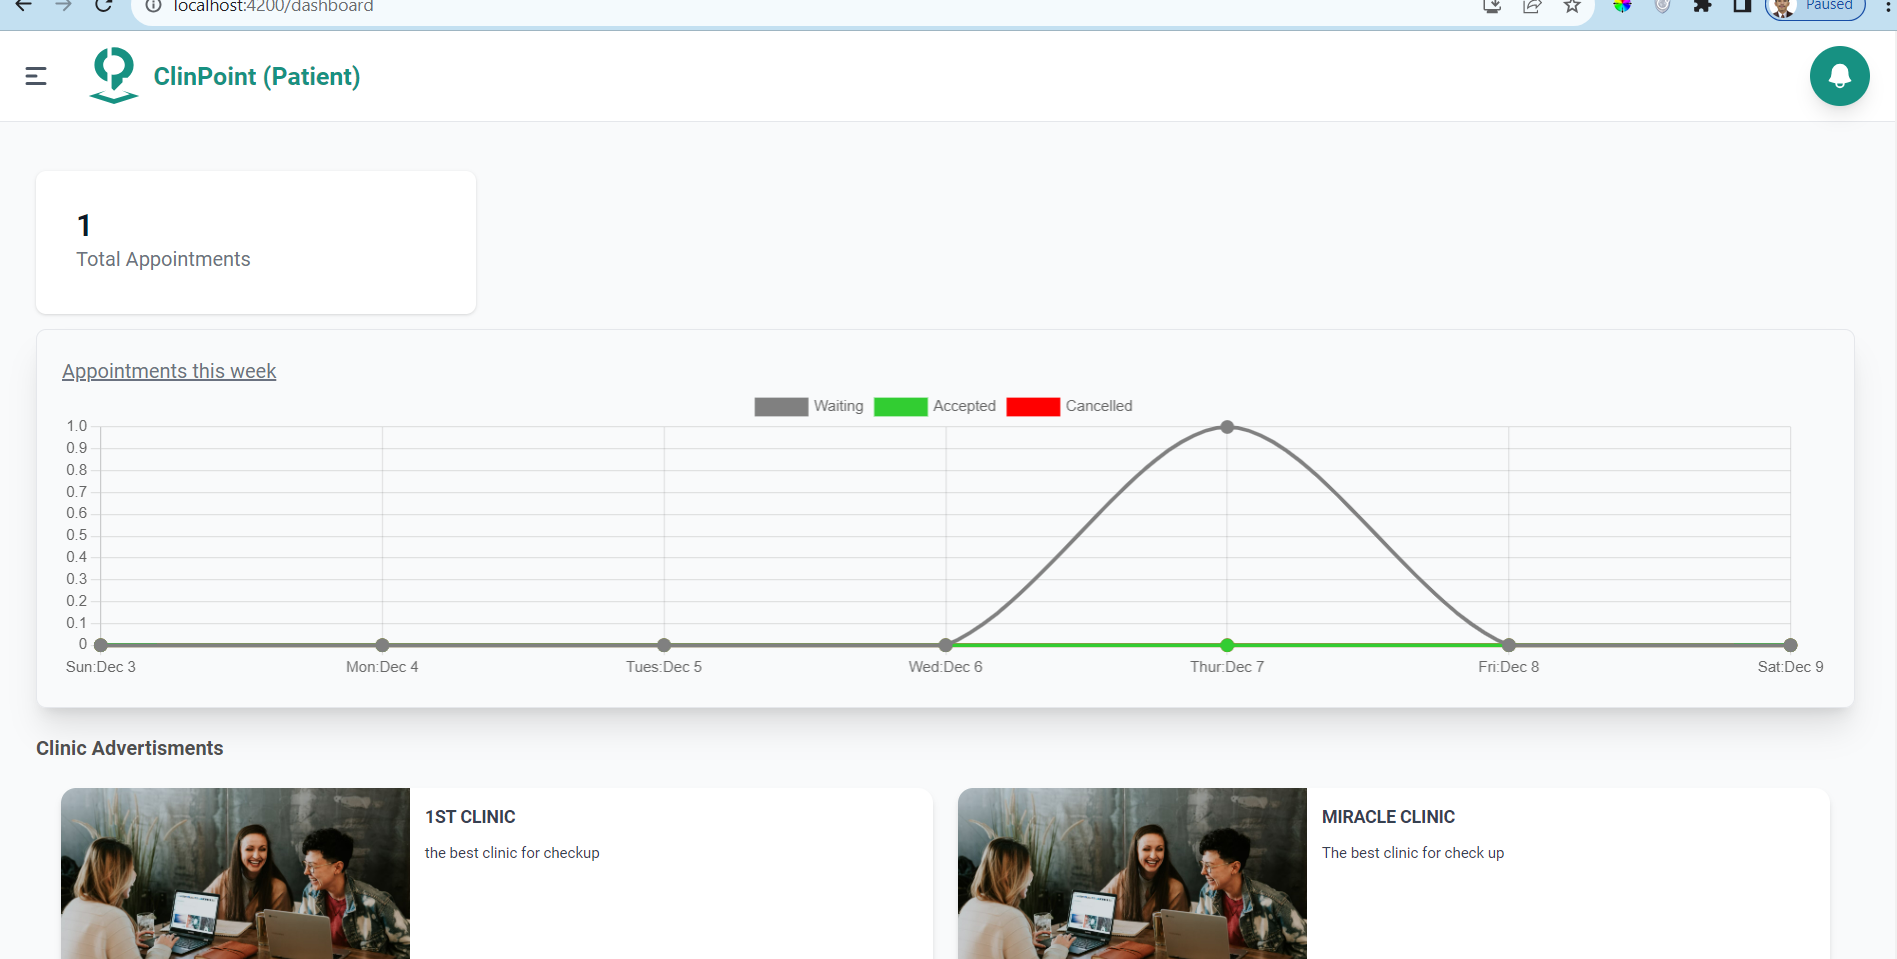 localhost:4200/dashboard
Paused
ClinPoint (Patient)
1
Total Appointments
Appointments this week
Waiting Accepted Cancelled
1.0
0.9
0.8
0.7
0.6
0.5
0.4
0.3
0.2
0.1
0
Sun:Dec 3 Mon:Dec 4 Tues:Dec 5 Wed:Dec 6 Thur:Dec 7 Fri:Dec 8 Sat:Dec 9
Clinic Advertisments
1ST CLINIC
the best clinic for checkup
MIRACLE CLINIC
The best clinic for check up